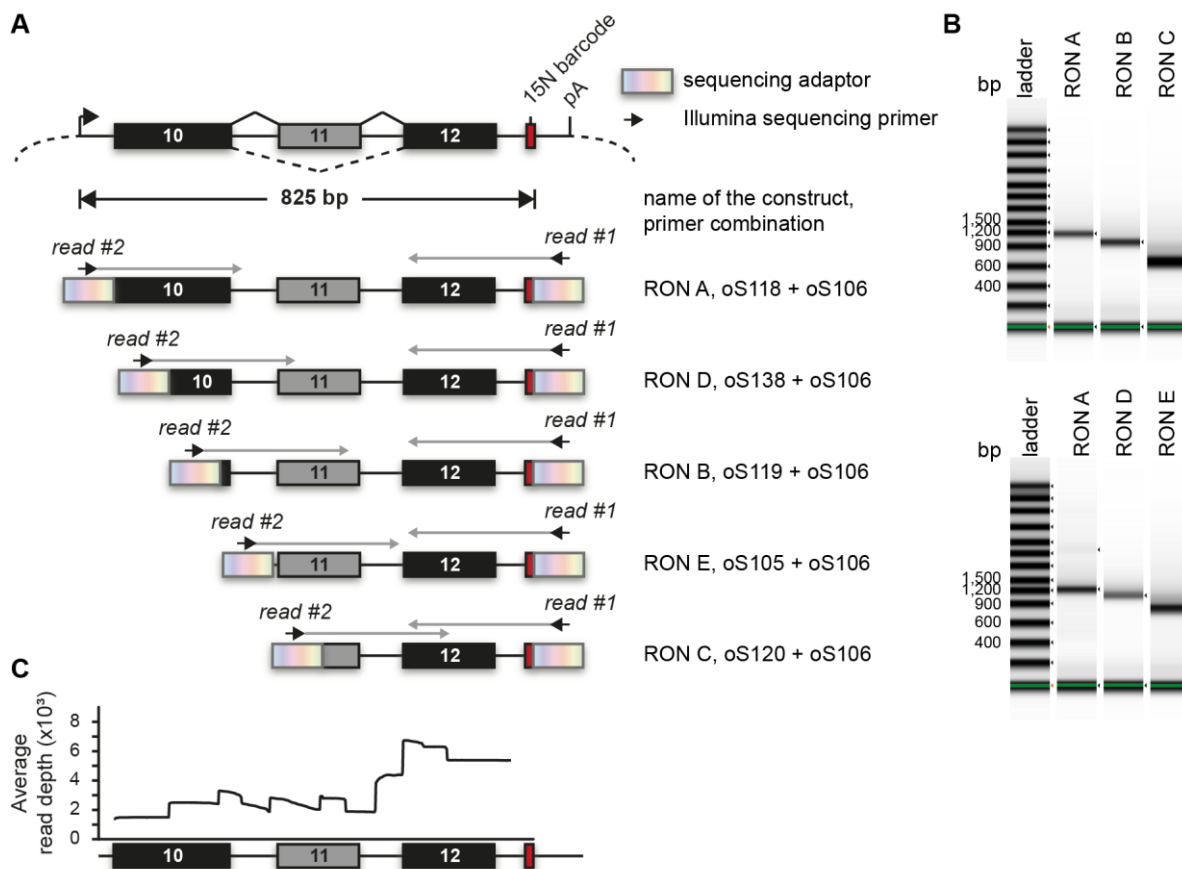 A
15N barcode
pA
10
11
12
825 bp
sequencing adaptor
Illumina sequencing primer
name of the construct,
primer combination
read #2
read #1
10
11
12
RON A, oS118 + oS106
read #2
read #1
10
11
12
RON D, oS138 + oS106
read #2
read #1
11
12
RON B, oS119 + oS106
read #2
read #1
11
12
RON E, oS105 + oS106
read #2
read #1
12
RON C, oS120 + oS106
B
bp
ladder
RON A
RON B
RON C
1,500
1,200
900
600
400
bp
ladder
RON A
RON D
RON E
1,500
1,200
900
600
400
C
Average
read depth (x10³)
8
6
4
2
0
10
11
12